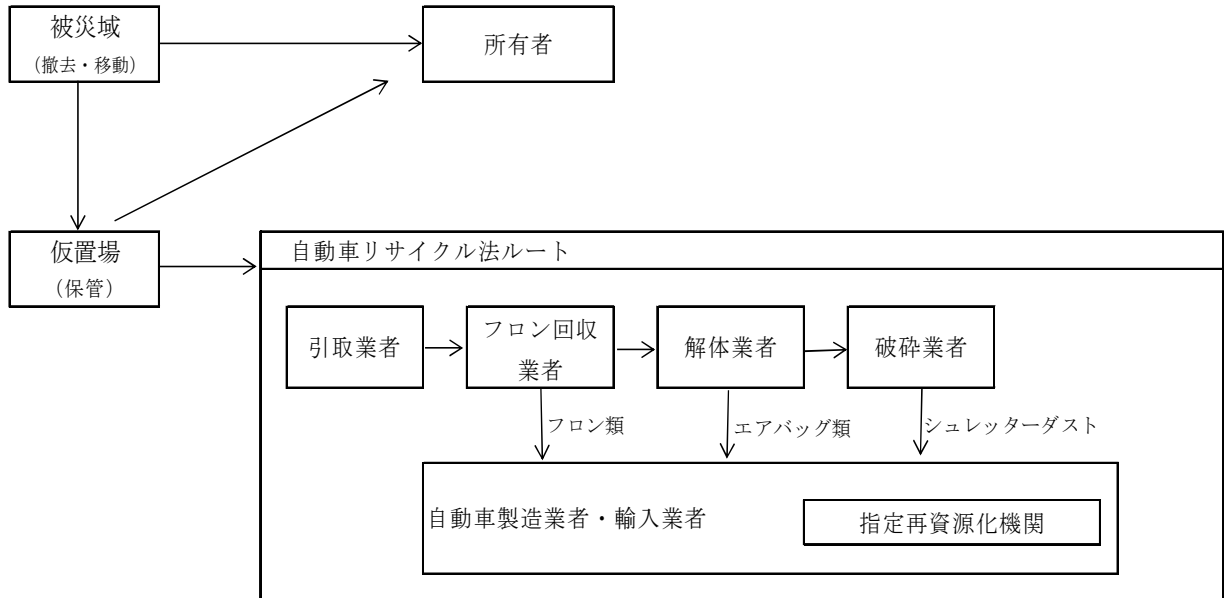 被災域
（撤去・移動）
所有者
仮置場
（保管）
自動車リサイクル法ルート
引取業者
フロン回収
業者
解体業者
破砕業者
フロン類
エアバッグ類
シュレッターダスト
自動車製造業者・輸入業者
指定再資源化機関